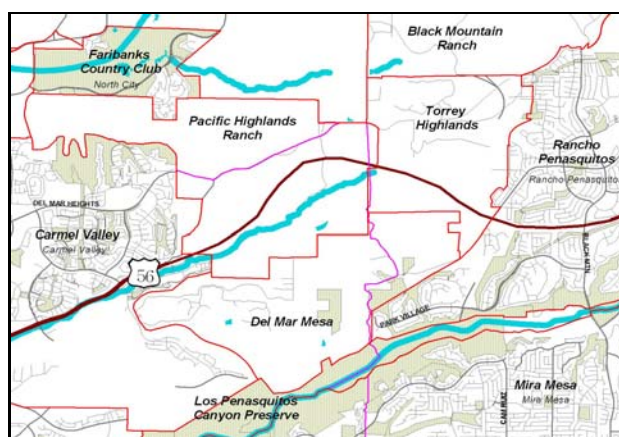 Black Mountain
Ranch
Faribanks
Country Club
North City
Pacific Highlands
Ranch
Torrey
Highlands
Rancho
Penasquitos
Rancho Penasquitos
DEL MAR HEIGHTS
Carmel Valley
Carmel Valley
56
BLACK MTN
Del Mar Mesa
PARK VILLAGE
Los Penasquitos
Canyon Preserve
CAM RUIZ
Mira Mesa
Mira Mesa